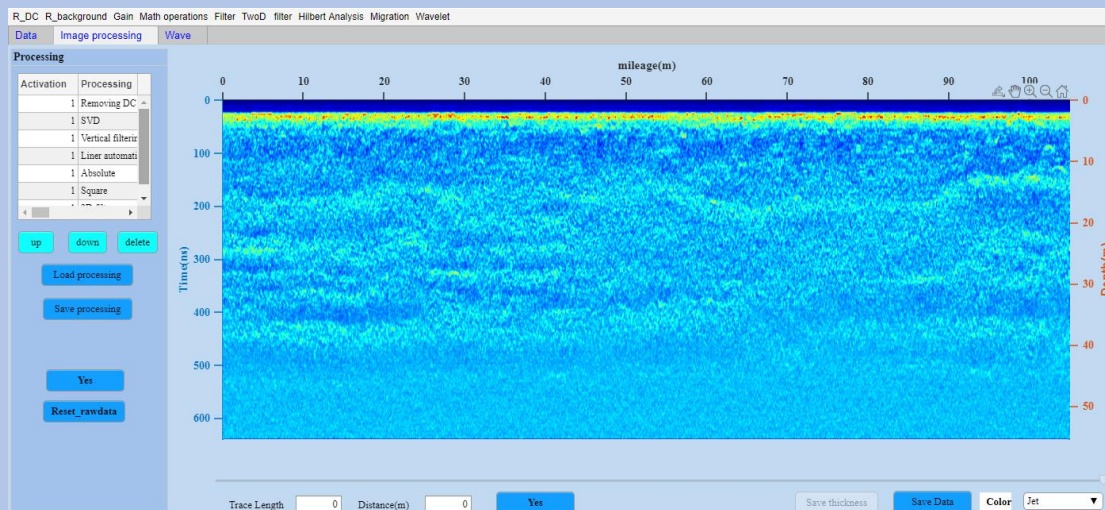 R_DC R_background Gain Math operations Filter TwoD filter Hilbert Analysis Migration Wavelet
Data Image processing Wave
Processing
Activation Processing
1 Removing DC
1 SVD
1 Vertical filterin
1 Liner automati
1 Absolute
1 Square
up down delete
Load processing
Save processing
Yes
Reset_rawdata
mileage(m)
0 10 20 30 40 50 60 70 80 90 100
0
100
200
300
400
500
600
Time(ns)
0
10
20
30
40
50
Depth(m)
Trace Length 0 Distance(m) 0 Yes Save thickness Save Data Color Jet